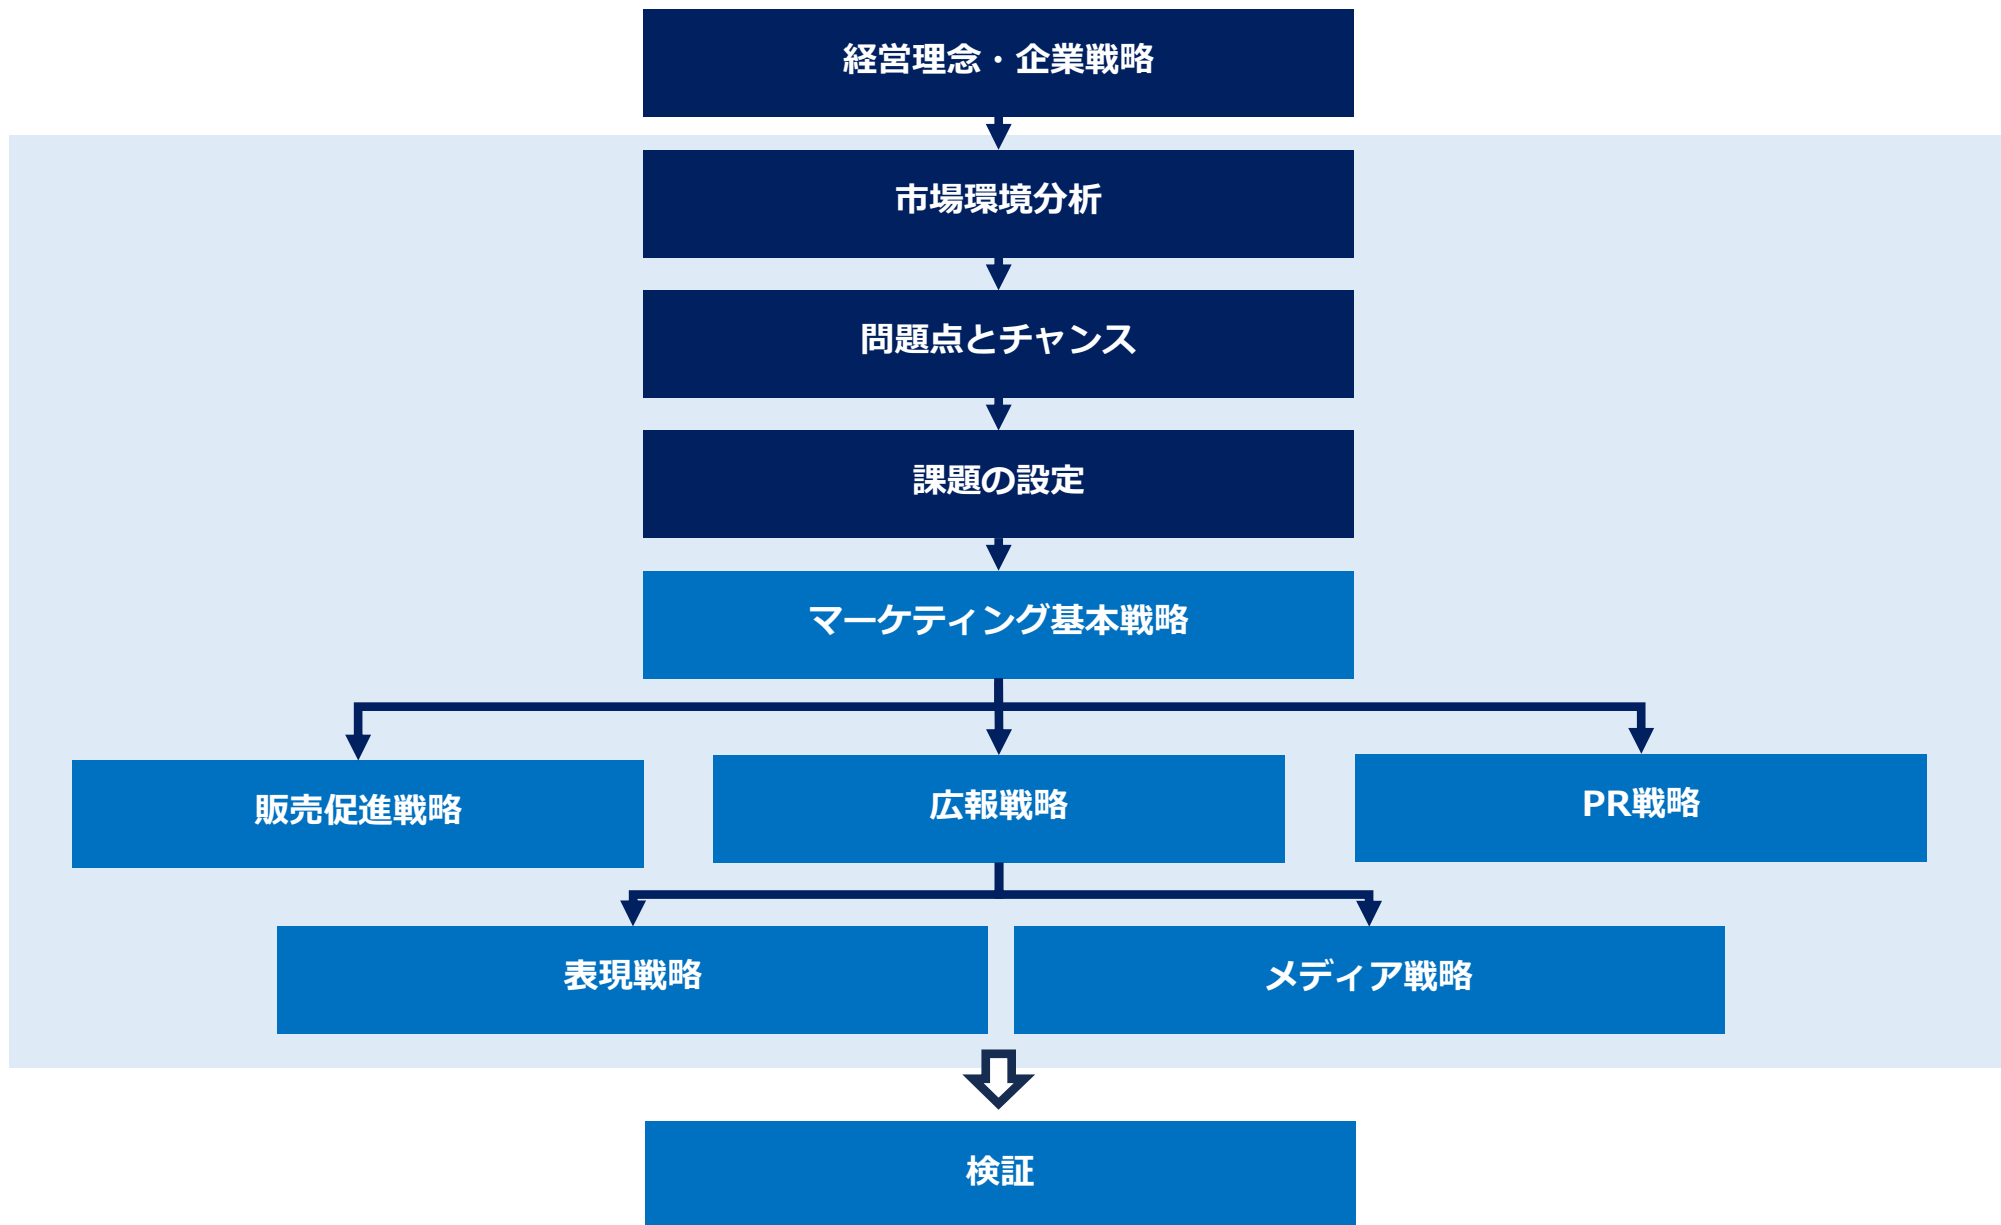 経営理念・企業戦略
市場環境分析
問題点とチャンス
課題の設定
マーケティング基本戦略
販売促進戦略
広報戦略
PR戦略
表現戦略
メディア戦略
検証